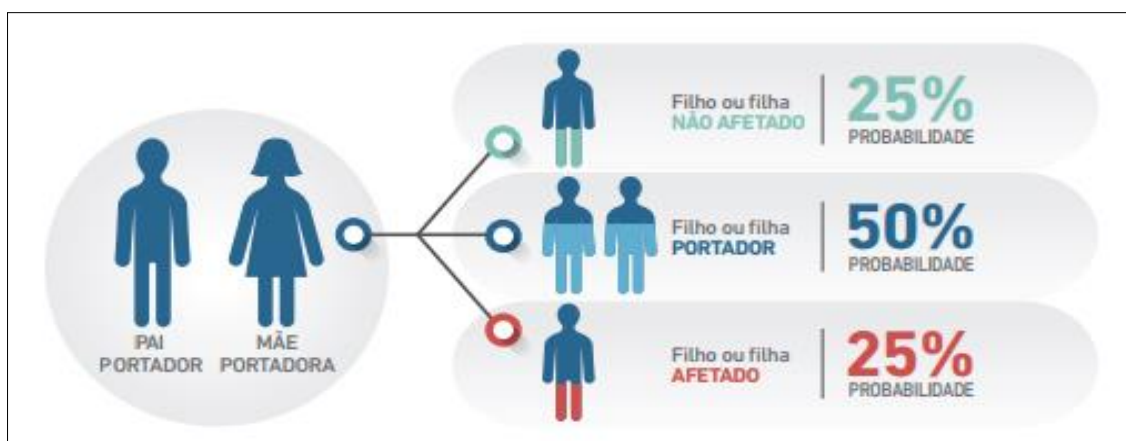 Filho ou filha
NÃO AFETADO
25%
PROBABILIDADE
Filho ou filha
PORTADOR
50%
PROBABILIDADE
PAI
PORTADOR
MÃE
PORTADORA
Filho ou filha
AFETADO
25%
PROBABILIDADE